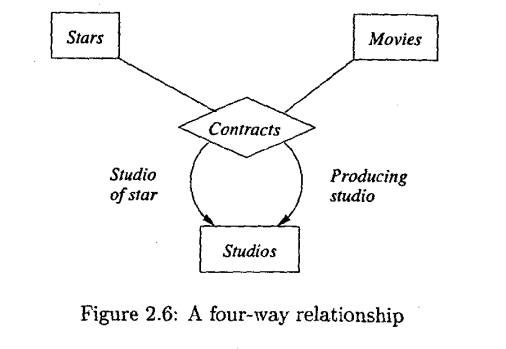 Stars
Movies
Contracts
Studio
of star
Producing
studio
Studios
Figure 2.6: A four-way relationship